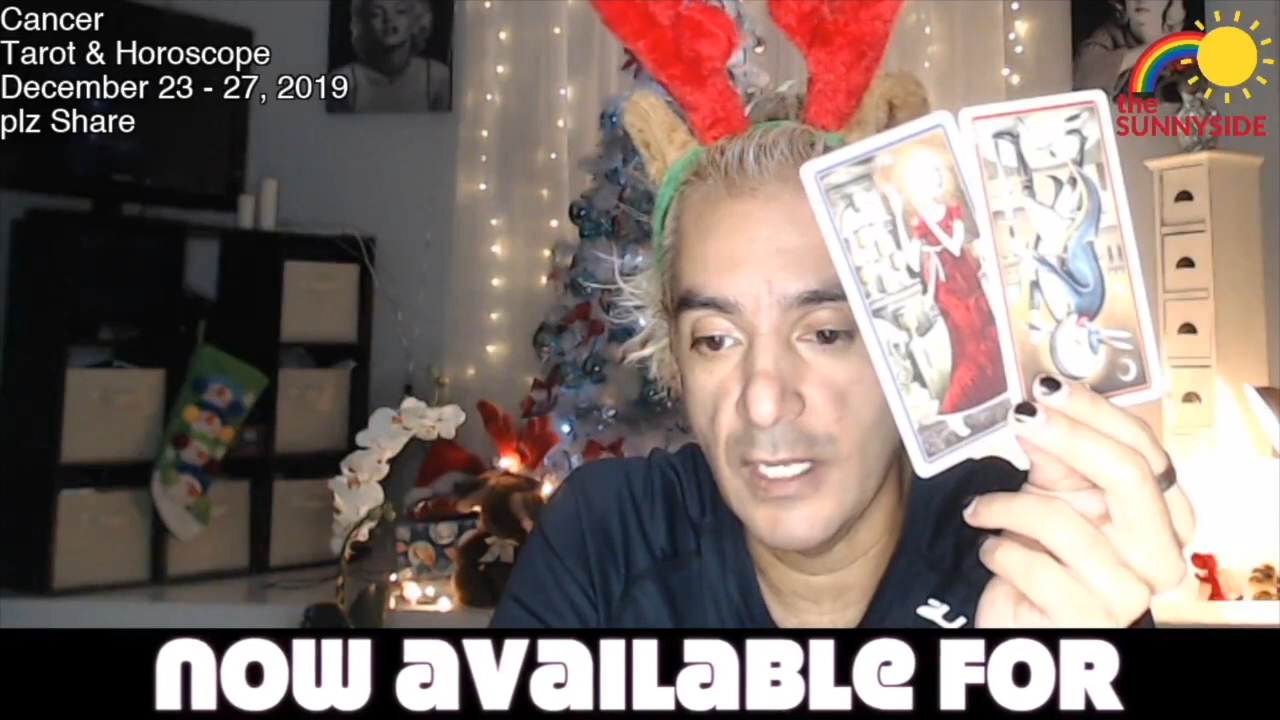 Cancer
Tarot & Horoscope
December 23 - 27, 2019
plz Share
the
SUNNYSIDE
NOW AVAILABLE FOR